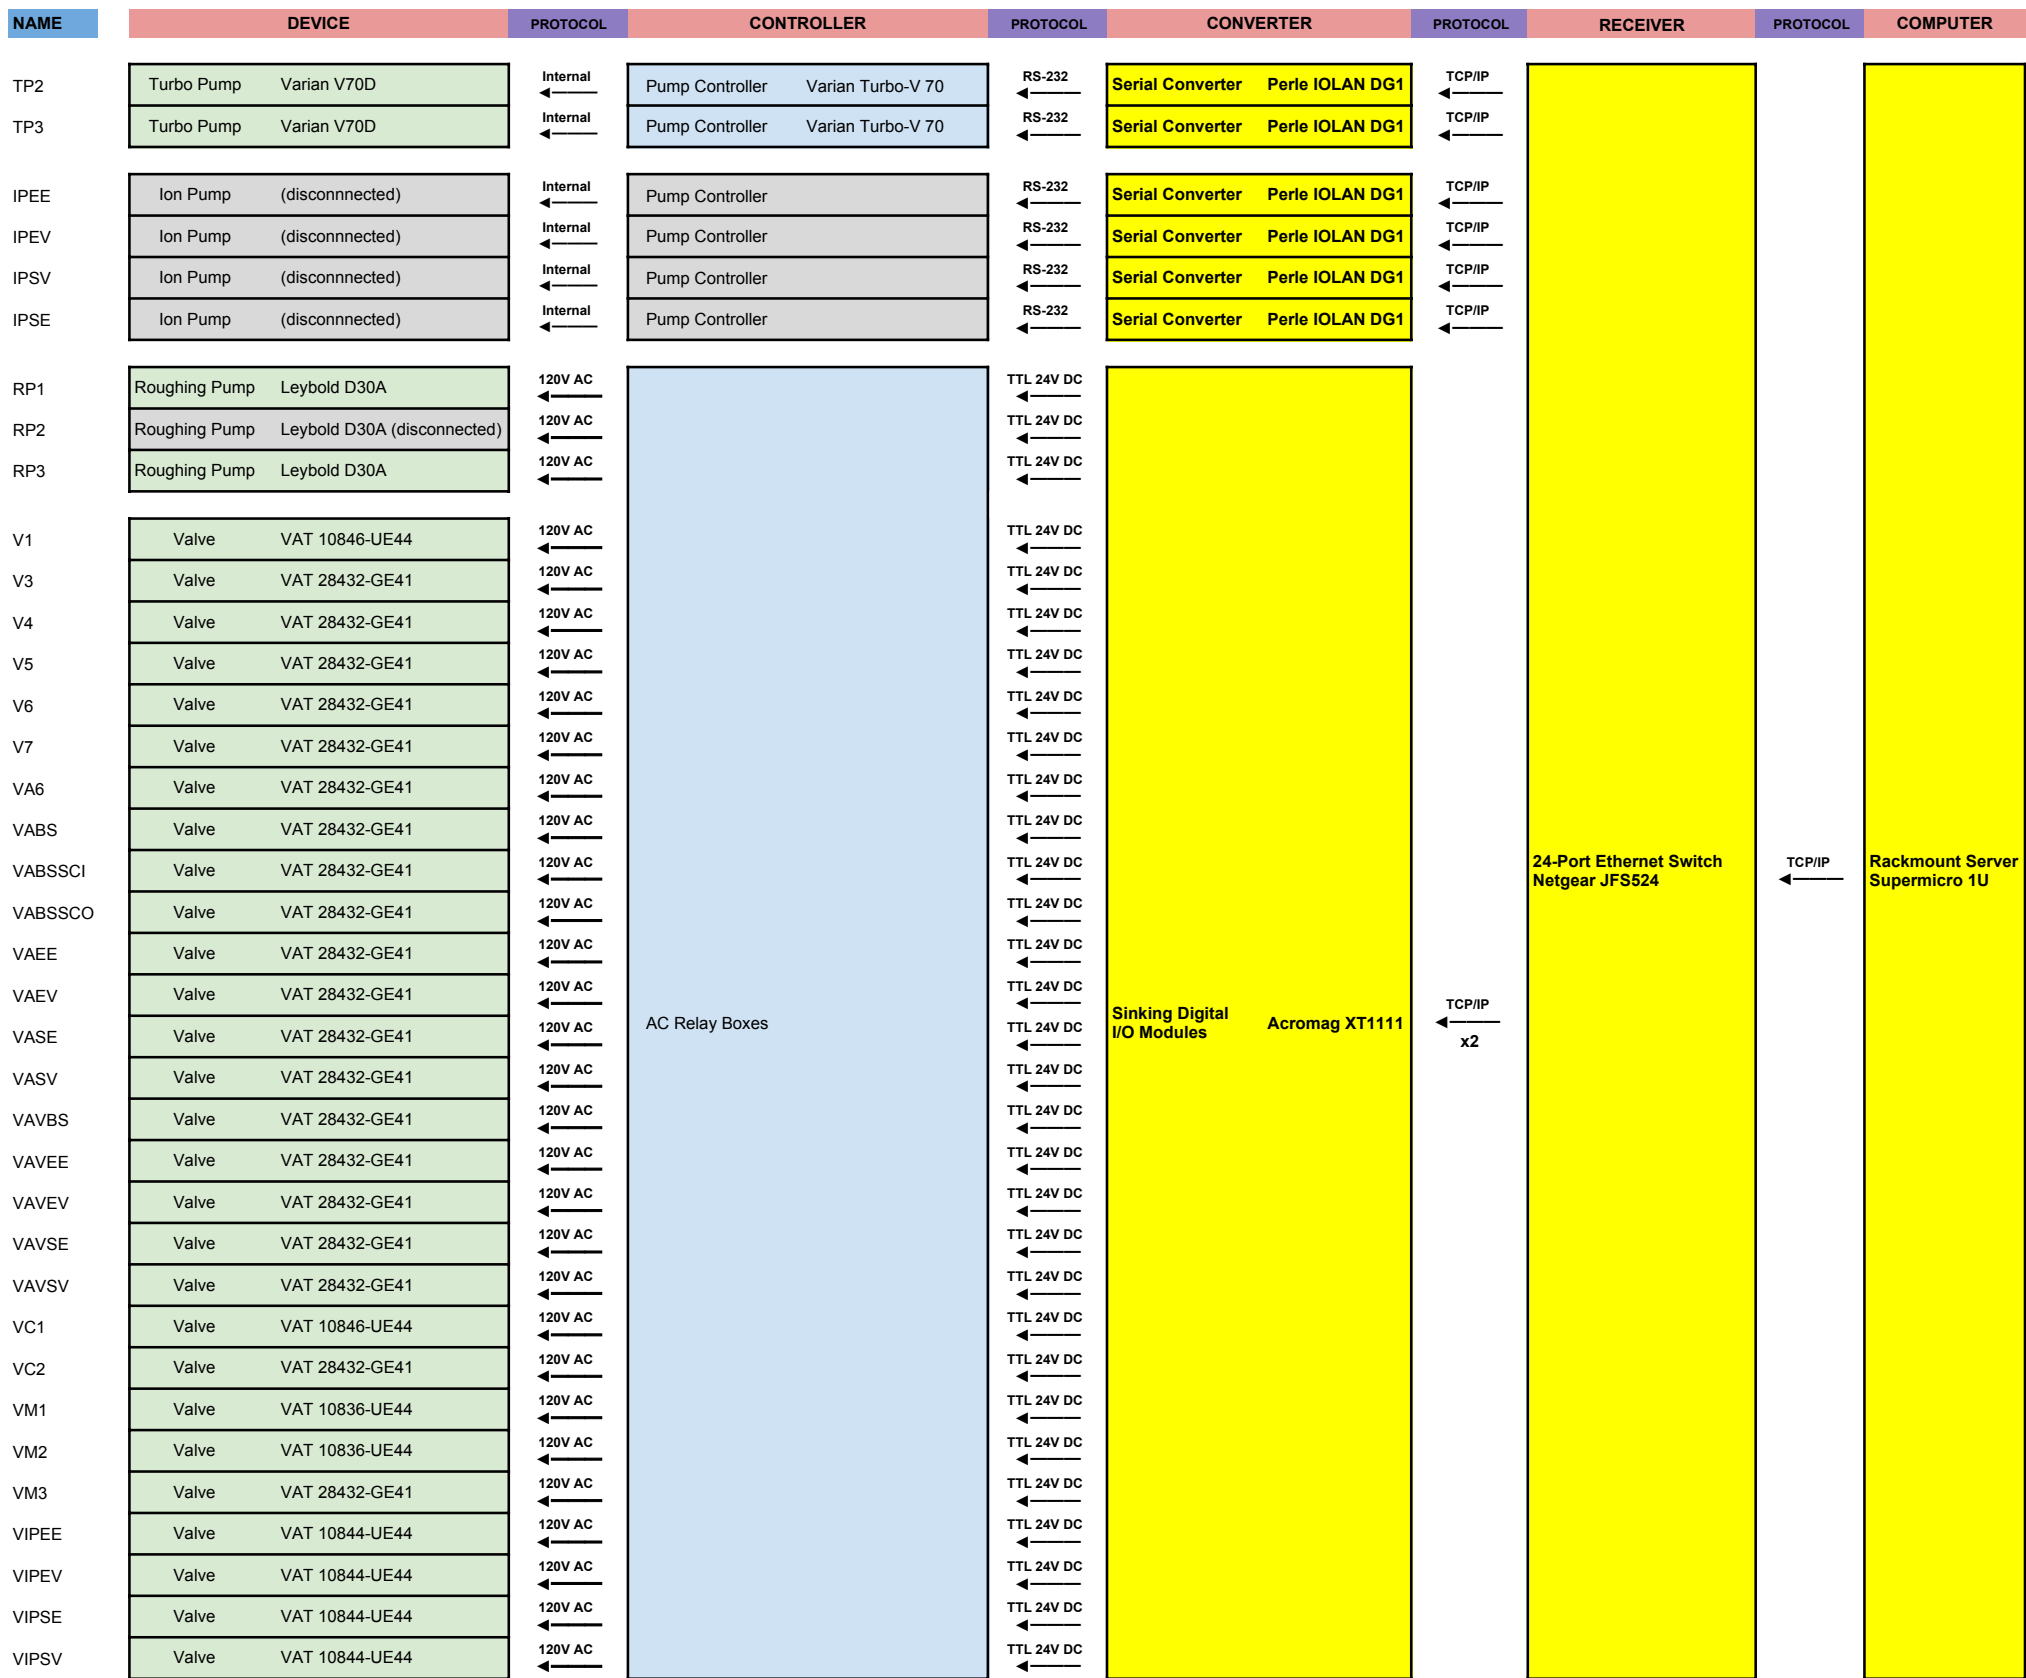 NAME DEVICE PROTOCOL CONTROLLER PROTOCOL CONVERTER PROTOCOL RECEIVER PROTOCOL COMPUTER
TP2 Turbo Pump Varian V70D Internal Pump Controller Varian Turbo-V 70 RS-232 Serial Converter Perle IOLAN DG1 TCP/IP
TP3 Turbo Pump Varian V70D Internal Pump Controller Varian Turbo-V 70 RS-232 Serial Converter Perle IOLAN DG1 TCP/IP
IPEE Ion Pump (disconnnected) Internal Pump Controller RS-232 Serial Converter Perle IOLAN DG1 TCP/IP
IPEV Ion Pump (disconnnected) Internal Pump Controller RS-232 Serial Converter Perle IOLAN DG1 TCP/IP
IPSV Ion Pump (disconnnected) Internal Pump Controller RS-232 Serial Converter Perle IOLAN DG1 TCP/IP
IPSE Ion Pump (disconnnected) Internal Pump Controller RS-232 Serial Converter Perle IOLAN DG1 TCP/IP
RP1 Roughing Pump Leybold D30A 120V AC TTL 24V DC
RP2 Roughing Pump Leybold D30A (disconnected) 120V AC TTL 24V DC
RP3 Roughing Pump Leybold D30A 120V AC TTL 24V DC
V1 Valve VAT 10846-UE44 120V AC TTL 24V DC
V3 Valve VAT 28432-GE41 120V AC TTL 24V DC
V4 Valve VAT 28432-GE41 120V AC TTL 24V DC
V5 Valve VAT 28432-GE41 120V AC TTL 24V DC
V6 Valve VAT 28432-GE41 120V AC TTL 24V DC
V7 Valve VAT 28432-GE41 120V AC TTL 24V DC
VA6 Valve VAT 28432-GE41 120V AC TTL 24V DC
VABS Valve VAT 28432-GE41 120V AC TTL 24V DC
VABSSCI Valve VAT 28432-GE41 120V AC TTL 24V DC 24-Port Ethernet Switch TCP/IP Rackmount Server
Netgear JFS524 Supermicro 1U
VABSSCO Valve VAT 28432-GE41 120V AC TTL 24V DC
VAEE Valve VAT 28432-GE41 120V AC TTL 24V DC
VAEV Valve VAT 28432-GE41 120V AC TTL 24V DC TCP/IP
VASE Valve VAT 28432-GE41 120V AC AC Relay Boxes TTL 24V DC Sinking Digital Acromag XT1111
I/O Modules x2
VASV Valve VAT 28432-GE41 120V AC TTL 24V DC
VAVBS Valve VAT 28432-GE41 120V AC TTL 24V DC
VAVEE Valve VAT 28432-GE41 120V AC TTL 24V DC
VAVEV Valve VAT 28432-GE41 120V AC TTL 24V DC
VAVSE Valve VAT 28432-GE41 120V AC TTL 24V DC
VAVSV Valve VAT 28432-GE41 120V AC TTL 24V DC
VC1 Valve VAT 10846-UE44 120V AC TTL 24V DC
VC2 Valve VAT 28432-GE41 120V AC TTL 24V DC
VM1 Valve VAT 10836-UE44 120V AC TTL 24V DC
VM2 Valve VAT 10836-UE44 120V AC TTL 24V DC
VM3 Valve VAT 28432-GE41 120V AC TTL 24V DC
VIPEE Valve VAT 10844-UE44 120V AC TTL 24V DC
VIPEV Valve VAT 10844-UE44 120V AC TTL 24V DC
VIPSE Valve VAT 10844-UE44 120V AC TTL 24V DC
VIPSV Valve VAT 10844-UE44 120V AC TTL 24V DC